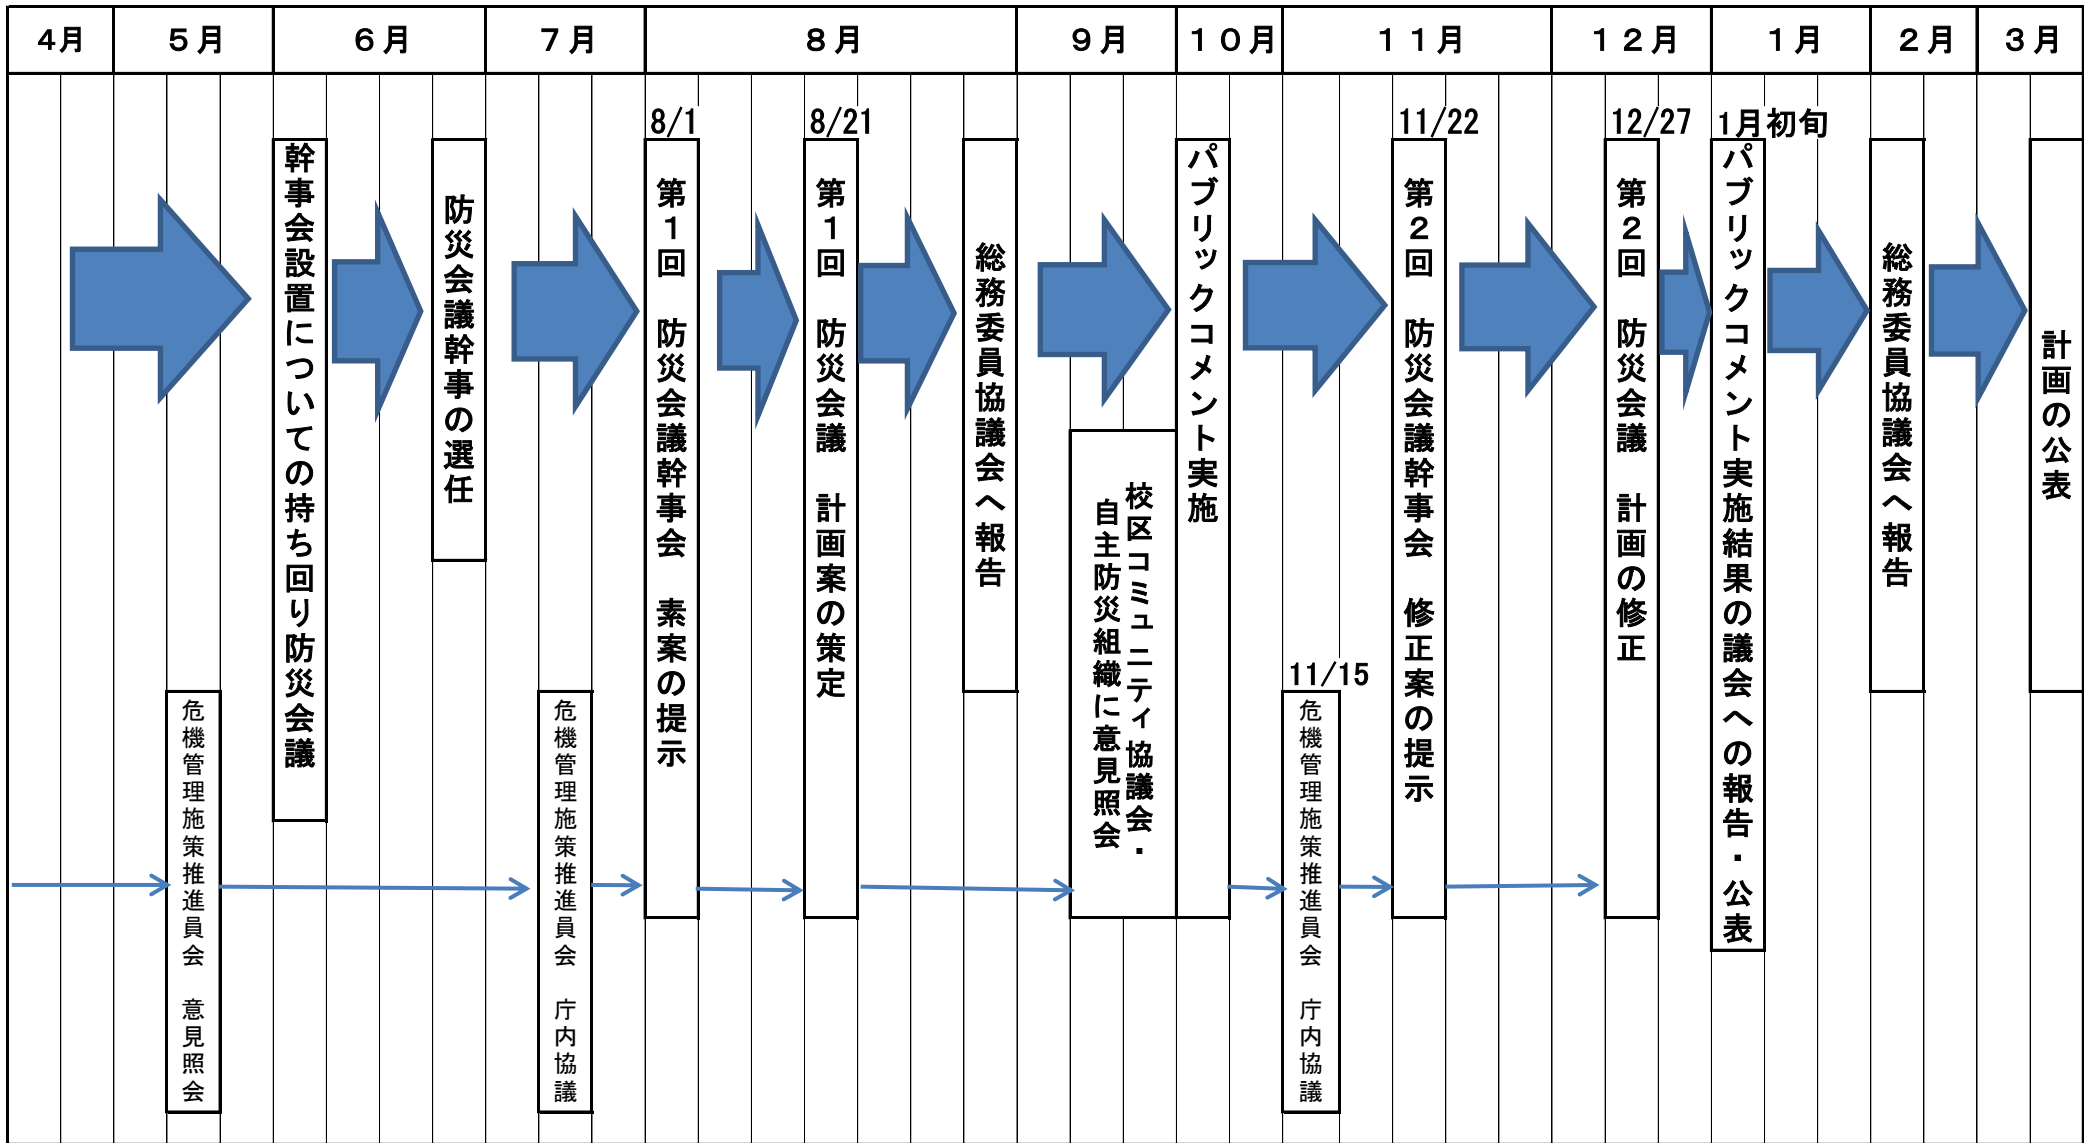 4月
5月
6月
7月
8月
9月
10月
11月
12月
1月
2月
3月
危機管理施策推進員会　意見照会
幹事会設置についての持ち回り防災会議
防災会議幹事の選任
危機管理施策推進員会　庁内協議
8/1
第1回　防災会議幹事会　素案の提示
8/21
第1回　防災会議　計画案の策定
総務委員協議会へ報告
校区コミュニティ協議会・
自主防災組織に意見照会
パブリックコメント実施
11/15
危機管理施策推進員会　庁内協議
11/22
第2回　防災会議幹事会　修正案の提示
12/27
第2回　防災会議　計画の修正
1月初旬
パブリックコメント実施結果の議会への報告・公表
総務委員協議会へ報告
計画の公表